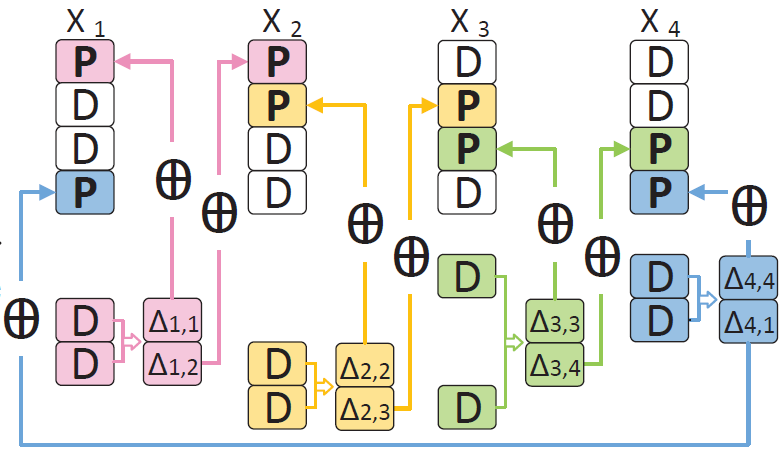 X 1 X 2 X 3 X 4
P P D D
D P P D
D D P P
P D D P
⊕ ⊕ ⊕ ⊕ ⊕ ⊕ ⊕ ⊕
D D
D Δ1,1 D Δ3,3 D Δ4,4
D Δ1,2 D Δ2,2 Δ3,4 Δ4,1
D Δ2,3 D